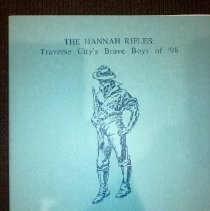 THE HANNAH RIFLES,
Traverse City's Brave Boys of '98